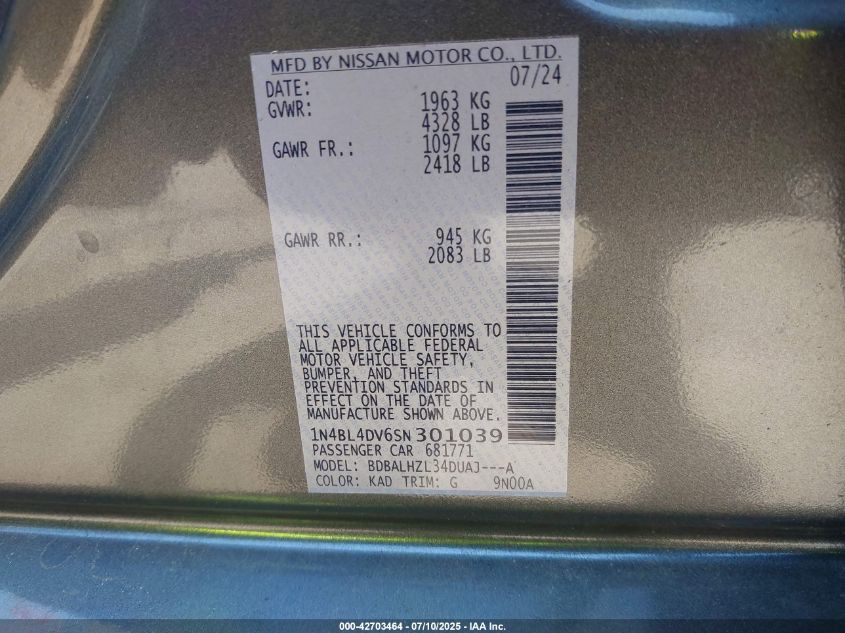 MFD BY NISSAN MOTOR CO., LTD.
DATE: 07/24
GVWR: 1963 KG
4328 LB
GAWR FR.: 1097 KG
2418 LB
GAWR RR.: 945 KG
2083 LB
THIS VEHICLE CONFORMS TO
ALL APPLICABLE FEDERAL
MOTOR VEHICLE SAFETY,
BUMPER, AND THEFT
PREVENTION STANDARDS IN
EFFECT ON THE DATE OF
MANUFACTURE SHOWN ABOVE.
1N4BL4DV6SN301039
PASSENGER CAR 681771
MODEL: BDBALHZL34DUAJ---A
COLOR: KAD TRIM: G 9N00A
000-42703464 - 07/10/2025 - IAA Inc.